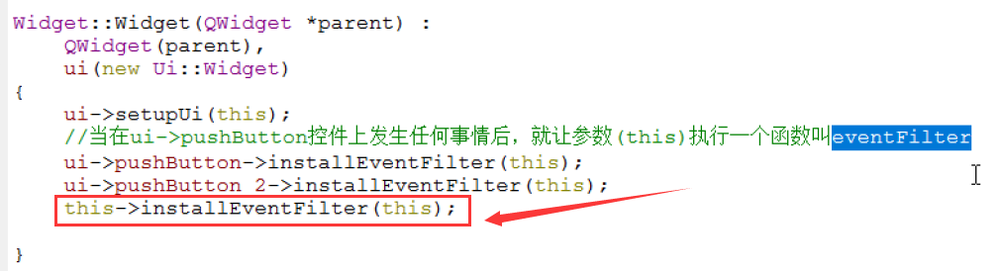 Widget::Widget(QWidget *parent) :
QWidget(parent),
ui(new Ui::Widget)
{
ui->setupUi(this);
//当在ui->pushButton控件上发生任何事情后，就让参数(this)执行一个函数叫eventFilter
ui->pushButton->installEventFilter(this);
ui->pushButton_2->installEventFilter(this);
this->installEventFilter(this);
}